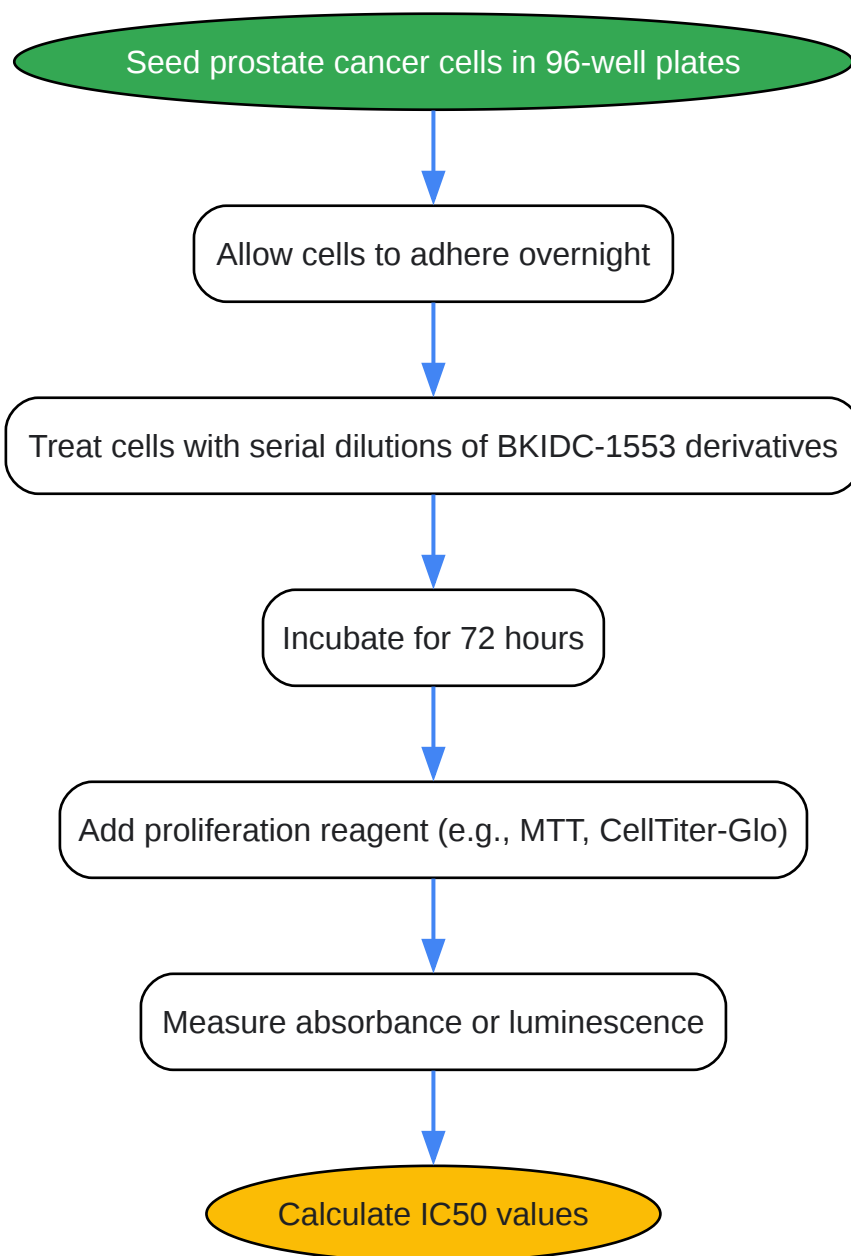 Seed prostate cancer cells in 96-well plates
Allow cells to adhere overnight
Treat cells with serial dilutions of BKIDC-1553 derivatives
Incubate for 72 hours
Add proliferation reagent (e.g., MTT, CellTiter-Glo)
Measure absorbance or luminescence
Calculate IC50 values